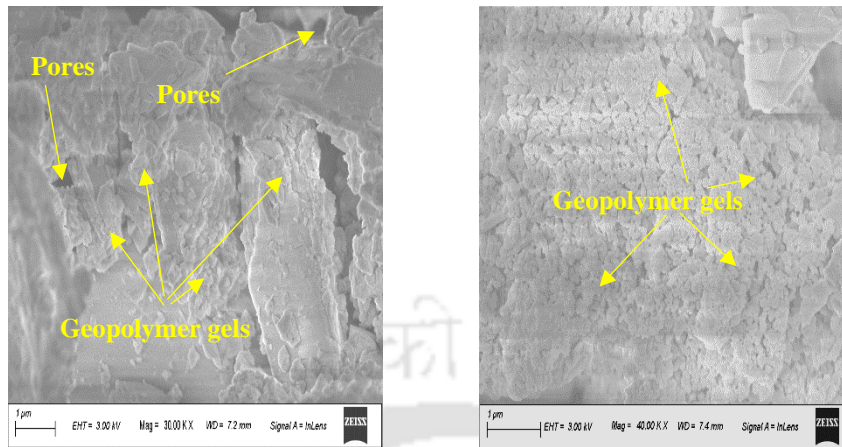 Pores
Pores
Geopolymer gels
1 µm
EHT = 3.00 kV Mag = 30.00 K X WD = 7.2 mm Signal A = InLens
ZEISS
Geopolymer gels
1 µm
EHT = 3.00 kV Mag = 40.00 K X WD = 7.4 mm Signal A = InLens
ZEISS